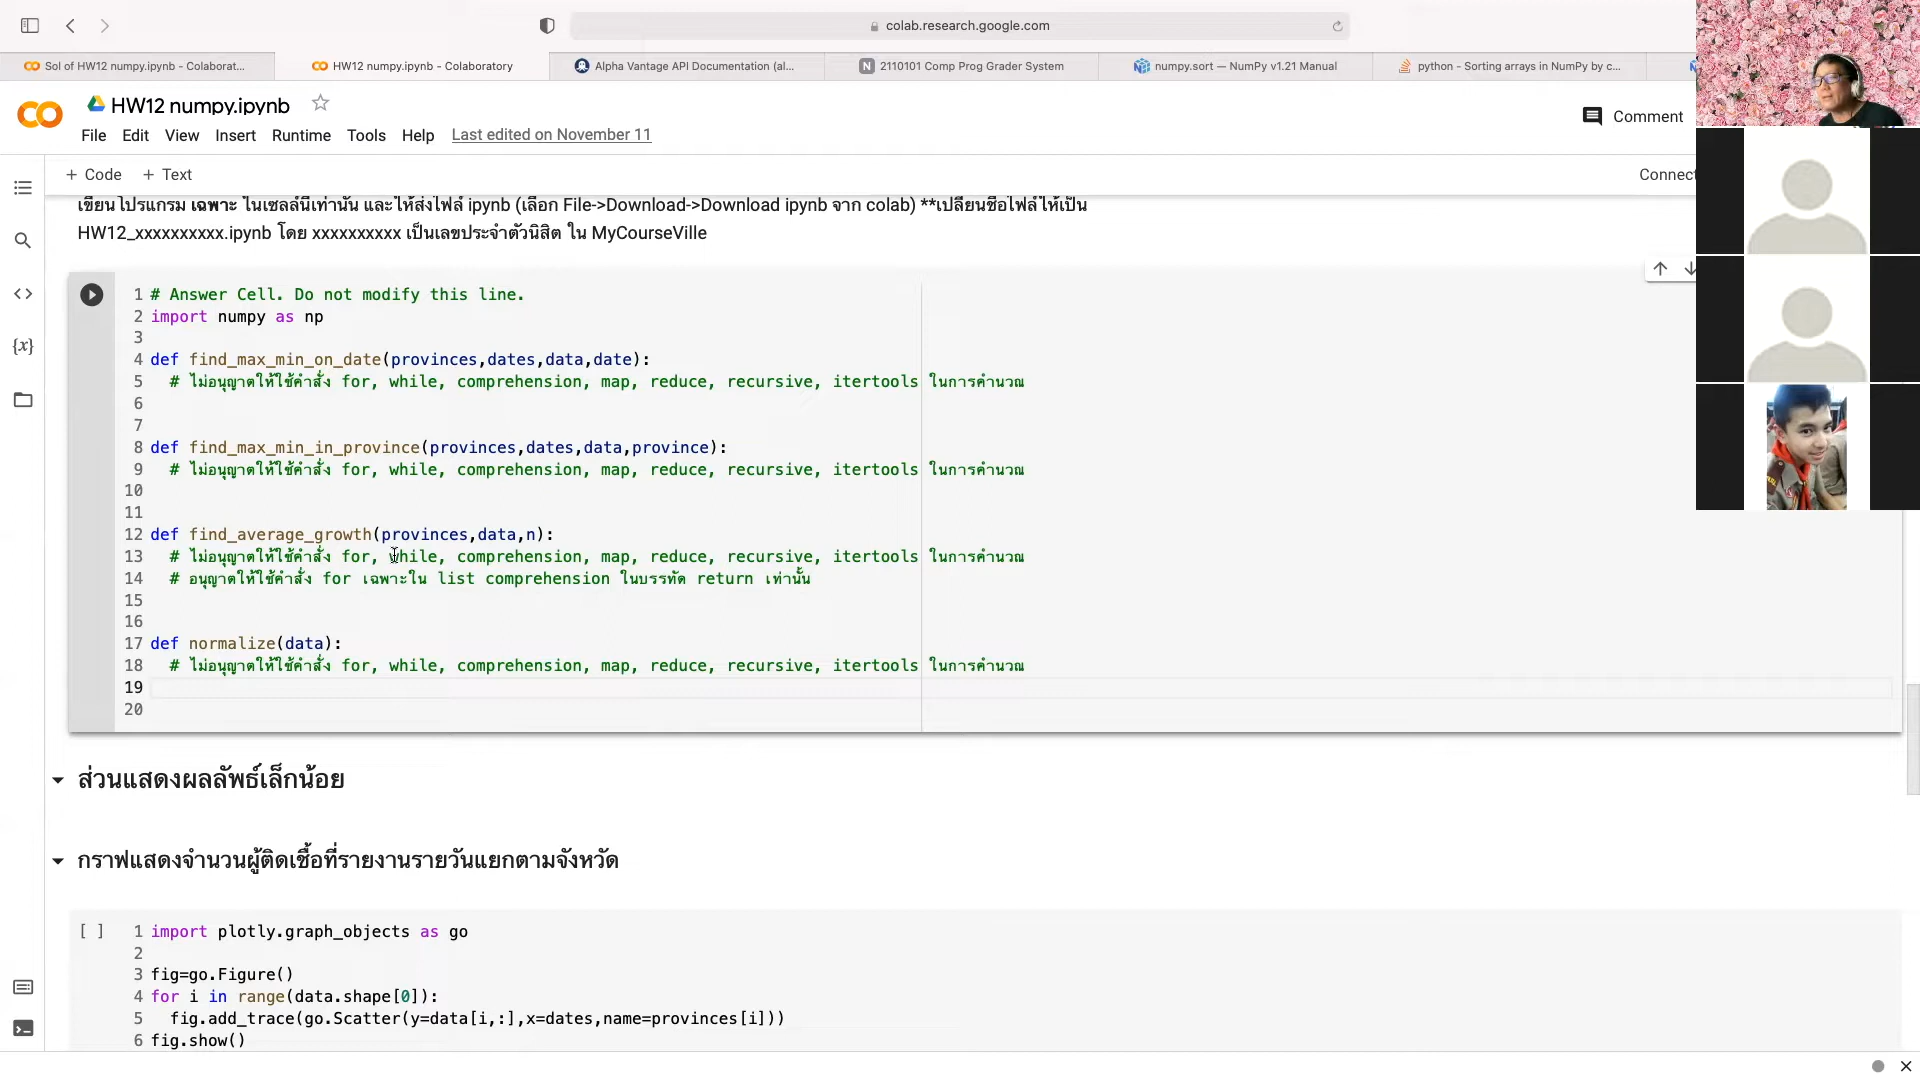 colab.research.google.com
Sol of HW12 numpy.ipynb - Colaborat...
HW12 numpy.ipynb - Colaboratory
Alpha Vantage API Documentation (al...
2110101 Comp Prog Grader System
numpy.sort — NumPy v1.21 Manual
python - Sorting arrays in NumPy by c...
HW12 numpy.ipynb
Comment
File Edit View Insert Runtime Tools Help Last edited on November 11
+ Code + Text
Connect
เขียนโปรแกรม เฉพาะ ในเซลล์นี้เท่านั้น และให้ส่งไฟล์ ipynb (เลือก File->Download->Download ipynb จาก colab) **เปลี่ยนชื่อไฟล์ให้เป็น
HW12_xxxxxxxxxx.ipynb โดย xxxxxxxxxx เป็นเลขประจำตัวนิสิต ใน MyCourseVille
1 # Answer Cell. Do not modify this line.
2 import numpy as np
3
4 def find_max_min_on_date(provinces,dates,data,date):
5 # ไม่อนุญาตให้ใช้คำสั่ง for, while, comprehension, map, reduce, recursive, itertools ในการคำนวณ
6
7
8 def find_max_min_in_province(provinces,dates,data,province):
9 # ไม่อนุญาตให้ใช้คำสั่ง for, while, comprehension, map, reduce, recursive, itertools ในการคำนวณ
10
11
12 def find_average_growth(provinces,data,n):
13 # ไม่อนุญาตให้ใช้คำสั่ง for, while, comprehension, map, reduce, recursive, itertools ในการคำนวณ
14 # อนุญาตให้ใช้คำสั่ง for เฉพาะใน list comprehension ในบรรทัด return เท่านั้น
15
16
17 def normalize(data):
18 # ไม่อนุญาตให้ใช้คำสั่ง for, while, comprehension, map, reduce, recursive, itertools ในการคำนวณ
19
20
ส่วนแสดงผลลัพธ์เล็กน้อย
กราฟแสดงจำนวนผู้ติดเชื้อที่รายงานรายวันแยกตามจังหวัด
[ ] 1 import plotly.graph_objects as go
2
3 fig=go.Figure()
4 for i in range(data.shape[0]):
5 fig.add_trace(go.Scatter(y=data[i,:],x=dates,name=provinces[i]))
6 fig.show()